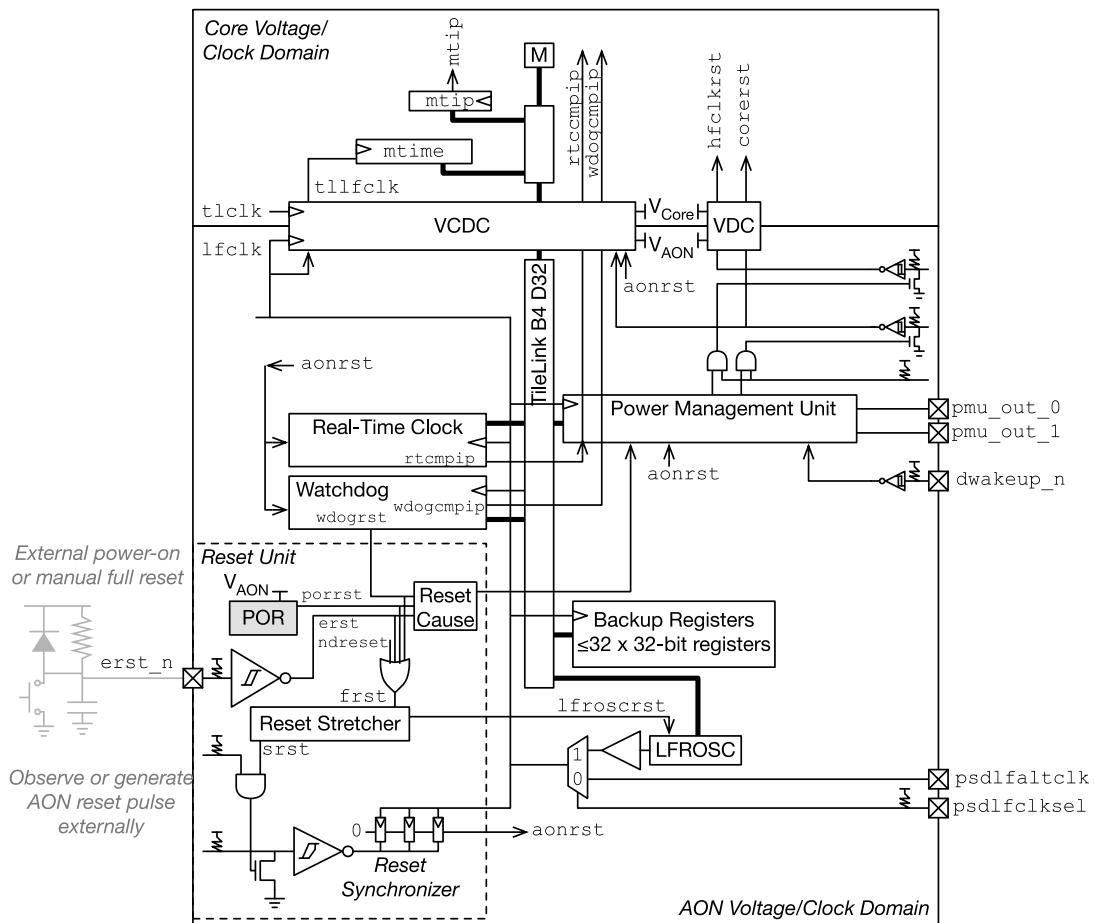 Core Voltage/
Clock Domain
mtip
M
mtip
rtccmpip
wdogcmpip
hfclkrst
corerst
mtime
tllfclk
tlclk
VCDC
VCore
VDC
lfclk
VAON
aonrst
TileLink B4 D32
aonrst
Power Management Unit
pmu_out_0
pmu_out_1
Real-Time Clock
rtcmpip
aonrst
dwakeup_n
Watchdog
wdogcmpip
wdogrst
External power-on
or manual full reset
Reset Unit
VAON
porrst
POR
Reset
Cause
erst
ndreset
Backup Registers
≤32 x 32-bit registers
erst_n
frst
lfroscrst
Reset Stretcher
srst
LFROSC
1
0
Observe or generate
AON reset pulse
externally
psdlfaltclk
psdlfclksel
0
aonrst
Reset
Synchronizer
AON Voltage/Clock Domain